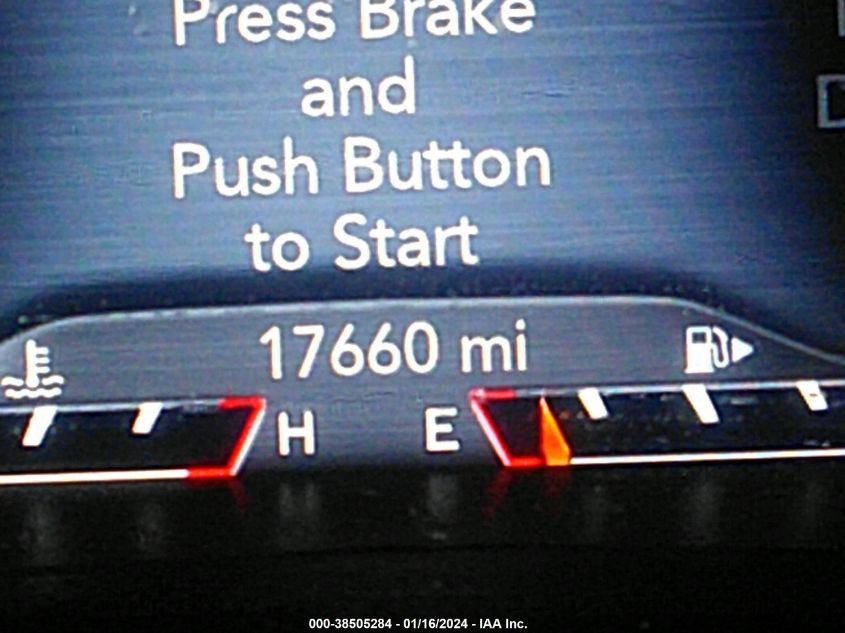 Press Brake
and
Push Button
to Start
17660 mi
H E
000-38505284 - 01/16/2024 - IAA Inc.